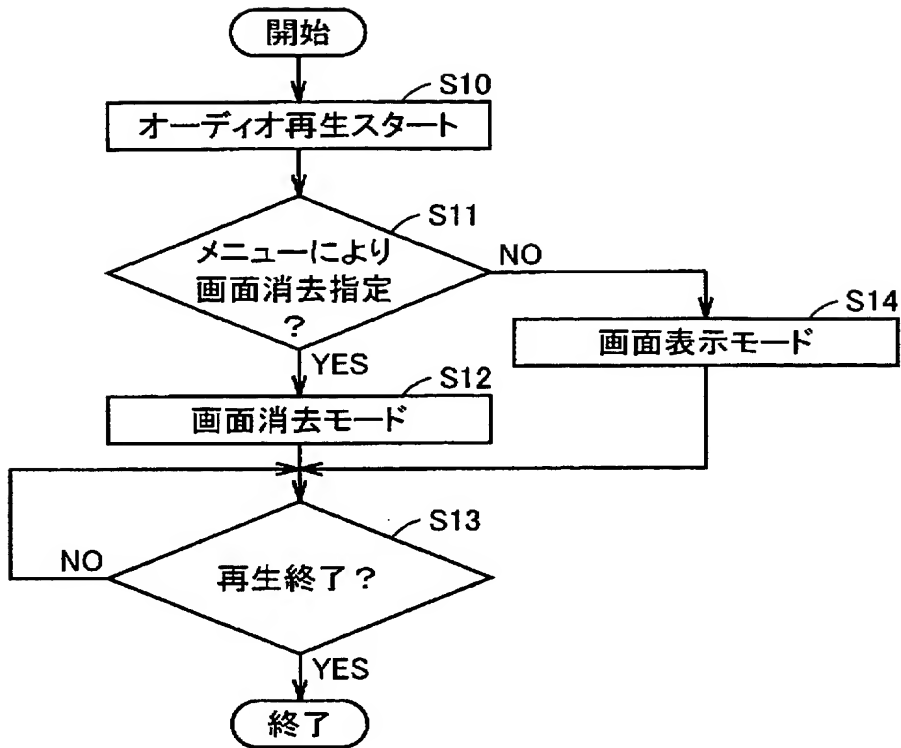 開始
S10
オーディオ再生スタート
S11
メニューにより
画面消去指定
?
NO
YES
S14
画面表示モード
S12
画面消去モード
S13
再生終了?
NO
YES
終了